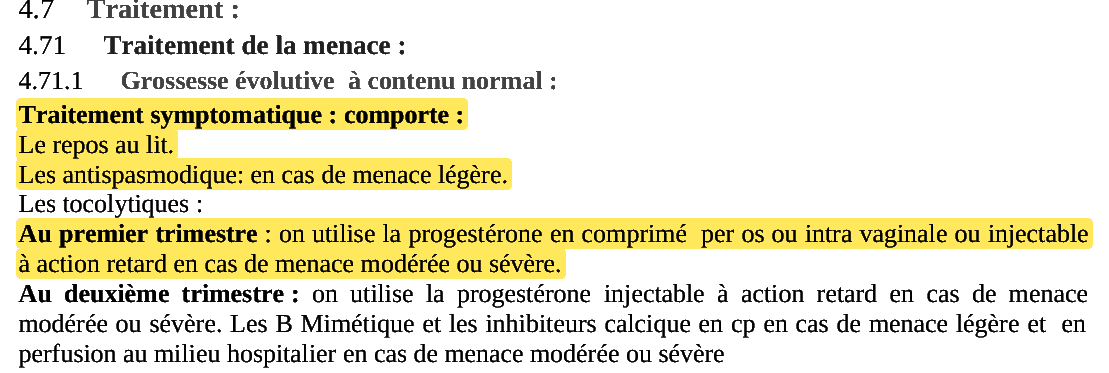 4.7 Traitement :
4.71 Traitement de la menace :
4.71.1 Grossesse évolutive à contenu normal :
Traitement symptomatique : comporte :
Le repos au lit.
Les antispasmodique: en cas de menace légère.
Les tocolytiques :
Au premier trimestre : on utilise la progestérone en comprimé per os ou intra vaginale ou injectable
à action retard en cas de menace modérée ou sévère.
Au deuxième trimestre : on utilise la progestérone injectable à action retard en cas de menace
modérée ou sévère. Les B Mimétique et les inhibiteurs calcique en cp en cas de menace légère et en
perfusion au milieu hospitalier en cas de menace modérée ou sévère